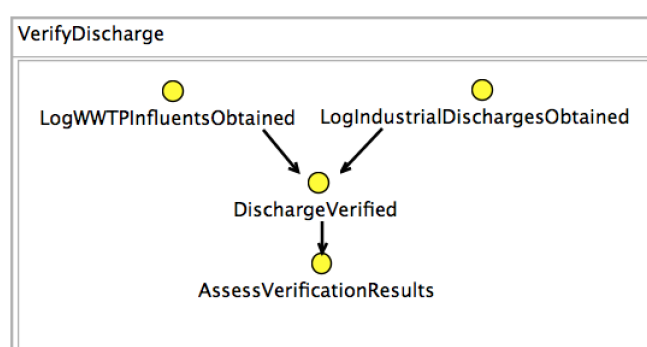 VerifyDischarge
LogWWTPInfluentsObtained
LogIndustrialDischargesObtained
DischargeVerified
AssessVerificationResults